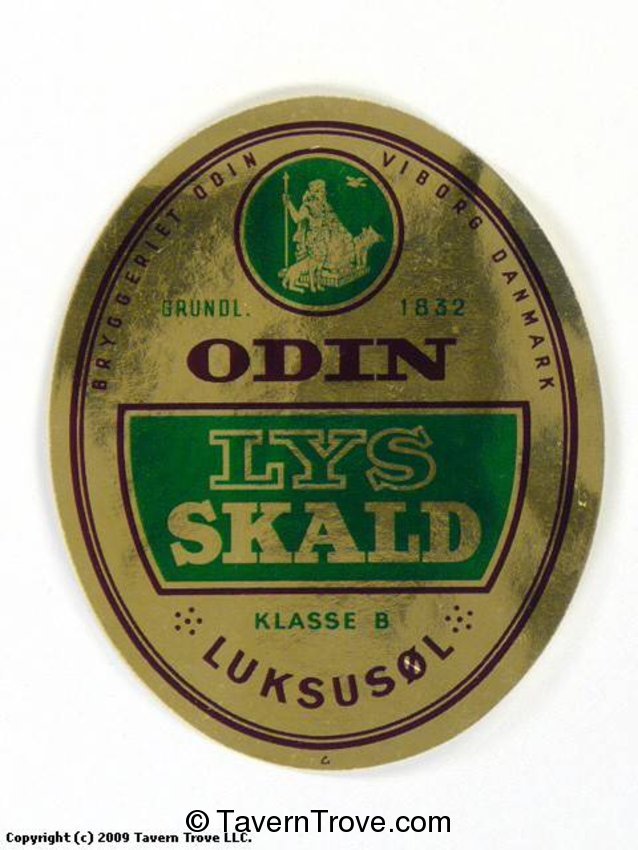 BRYGGERIET ODIN VIBORG DANMARK
GRUNDL. 1832
ODIN
LYS
SKALD
KLASSE B
LUKSUSØL
C
© TavernTrove.com
Copyright (c) 2009 Tavern Trove LLC.